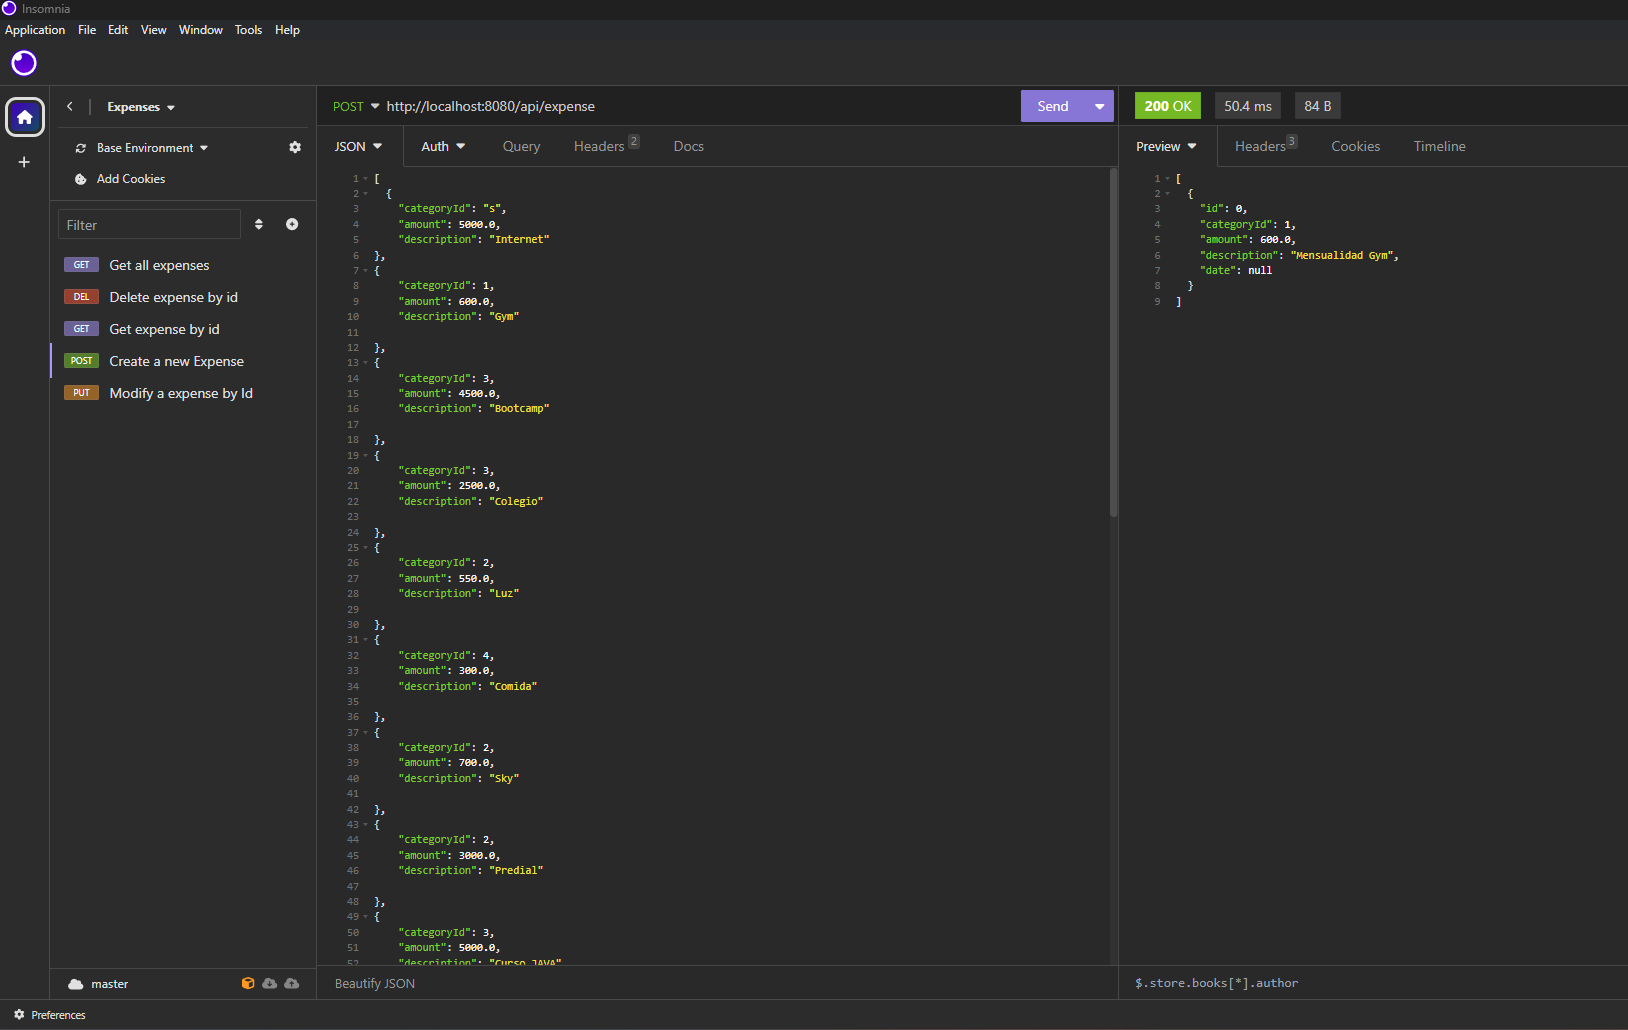 Insomnia
Application File Edit View Window Tools Help
Expenses
Base Environment
Add Cookies
Filter
GET Get all expenses
DEL Delete expense by id
GET Get expense by id
POST Create a new Expense
PUT Modify a expense by Id
master
Preferences
POST http://localhost:8080/api/expense Send
JSON Auth Query Headers 2 Docs
1 [
2 {
3 "categoryId": "s",
4 "amount": 5000.0,
5 "description": "Internet"
6 },
7 {
8 "categoryId": 1,
9 "amount": 600.0,
10 "description": "Gym"
11
12 },
13 {
14 "categoryId": 3,
15 "amount": 4500.0,
16 "description": "Bootcamp"
17
18 },
19 {
20 "categoryId": 3,
21 "amount": 2500.0,
22 "description": "Colegio"
23
24 },
25 {
26 "categoryId": 2,
27 "amount": 550.0,
28 "description": "Luz"
29
30 },
31 {
32 "categoryId": 4,
33 "amount": 300.0,
34 "description": "Comida"
35
36 },
37 {
38 "categoryId": 2,
39 "amount": 700.0,
40 "description": "Sky"
41
42 },
43 {
44 "categoryId": 2,
45 "amount": 3000.0,
46 "description": "Predial"
47
48 },
49 {
50 "categoryId": 3,
51 "amount": 5000.0,
52 "description": "Curso JAVA"
Beautify JSON
200 OK 50.4 ms 84 B
Preview Headers 3 Cookies Timeline
1 [
2 {
3 "id": 0,
4 "categoryId": 1,
5 "amount": 600.0,
6 "description": "Mensualidad Gym",
7 "date": null
8 }
9 ]
$.store.books[*].author